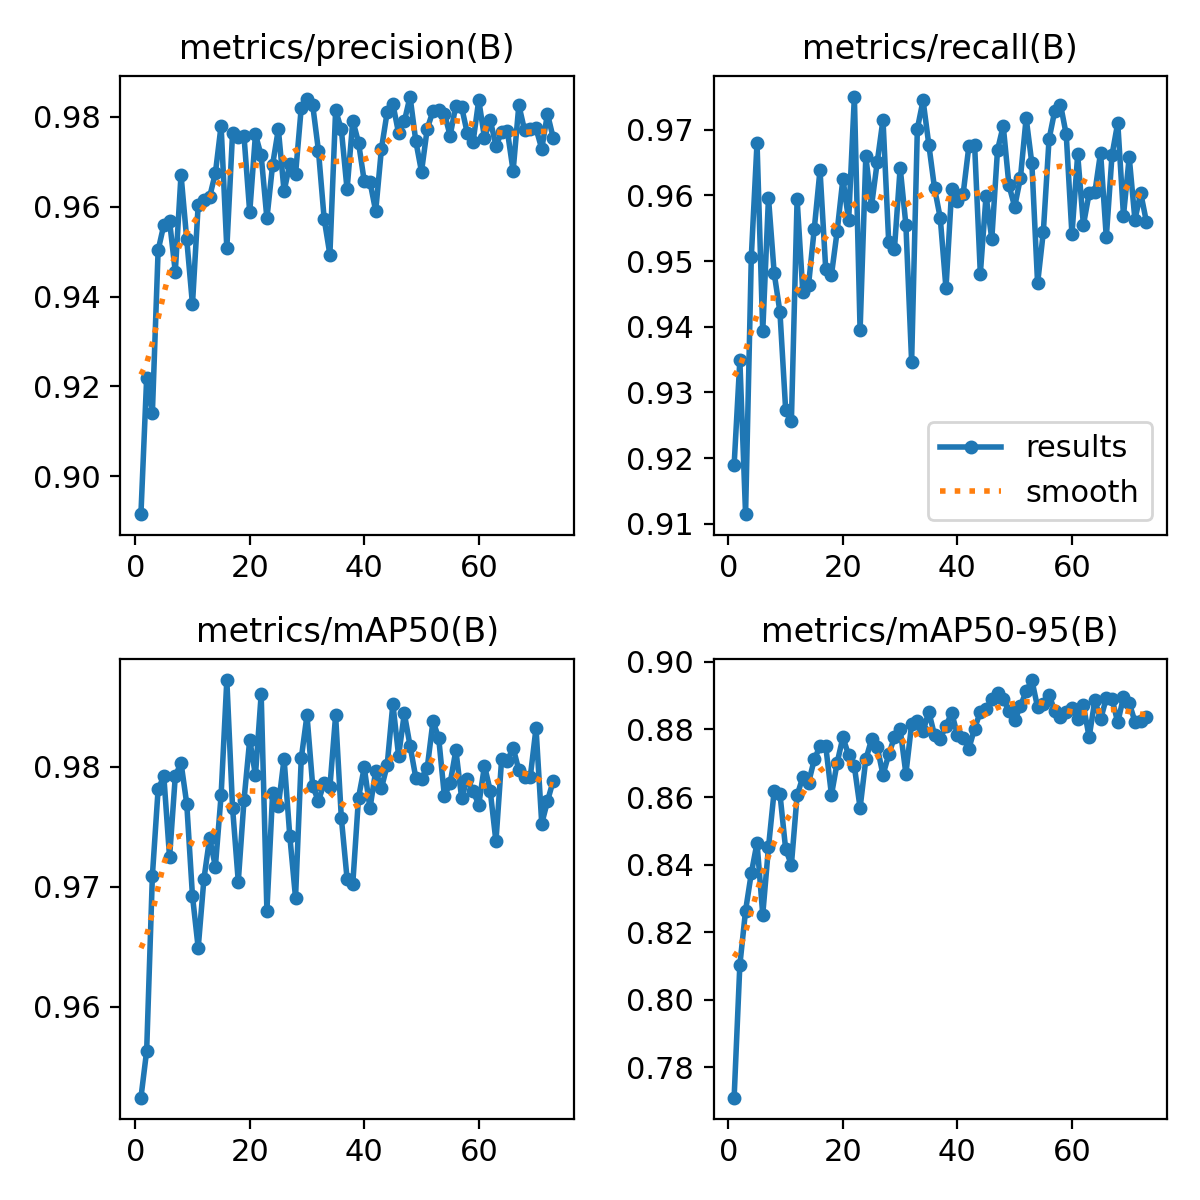 metrics/precision(B)
0.98
0.96
0.94
0.92
0.90
0 20 40 60
metrics/recall(B)
0.97
0.96
0.95
0.94
0.93
0.92
0.91
results
smooth
0 20 40 60
metrics/mAP50(B)
0.98
0.97
0.96
0 20 40 60
metrics/mAP50-95(B)
0.90
0.88
0.86
0.84
0.82
0.80
0.78
0 20 40 60